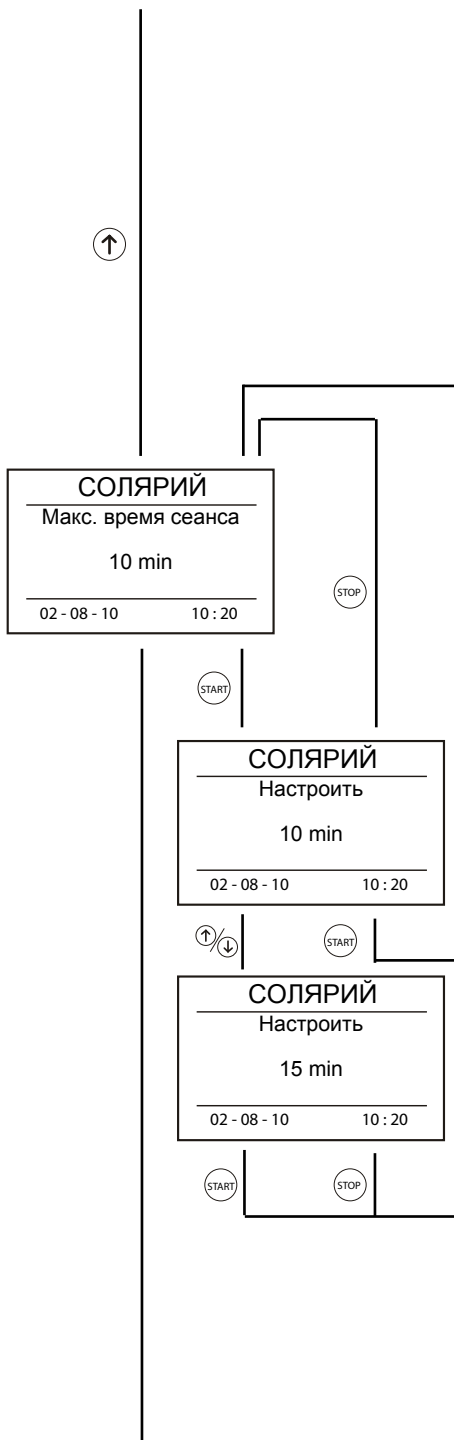 СОЛЯРИЙ
Макс. время сеанса
10 min
02 - 08 - 10 10 : 20
STOP
START
СОЛЯРИЙ
Настроить
10 min
02 - 08 - 10 10 : 20
START
СОЛЯРИЙ
Настроить
15 min
02 - 08 - 10 10 : 20
START STOP